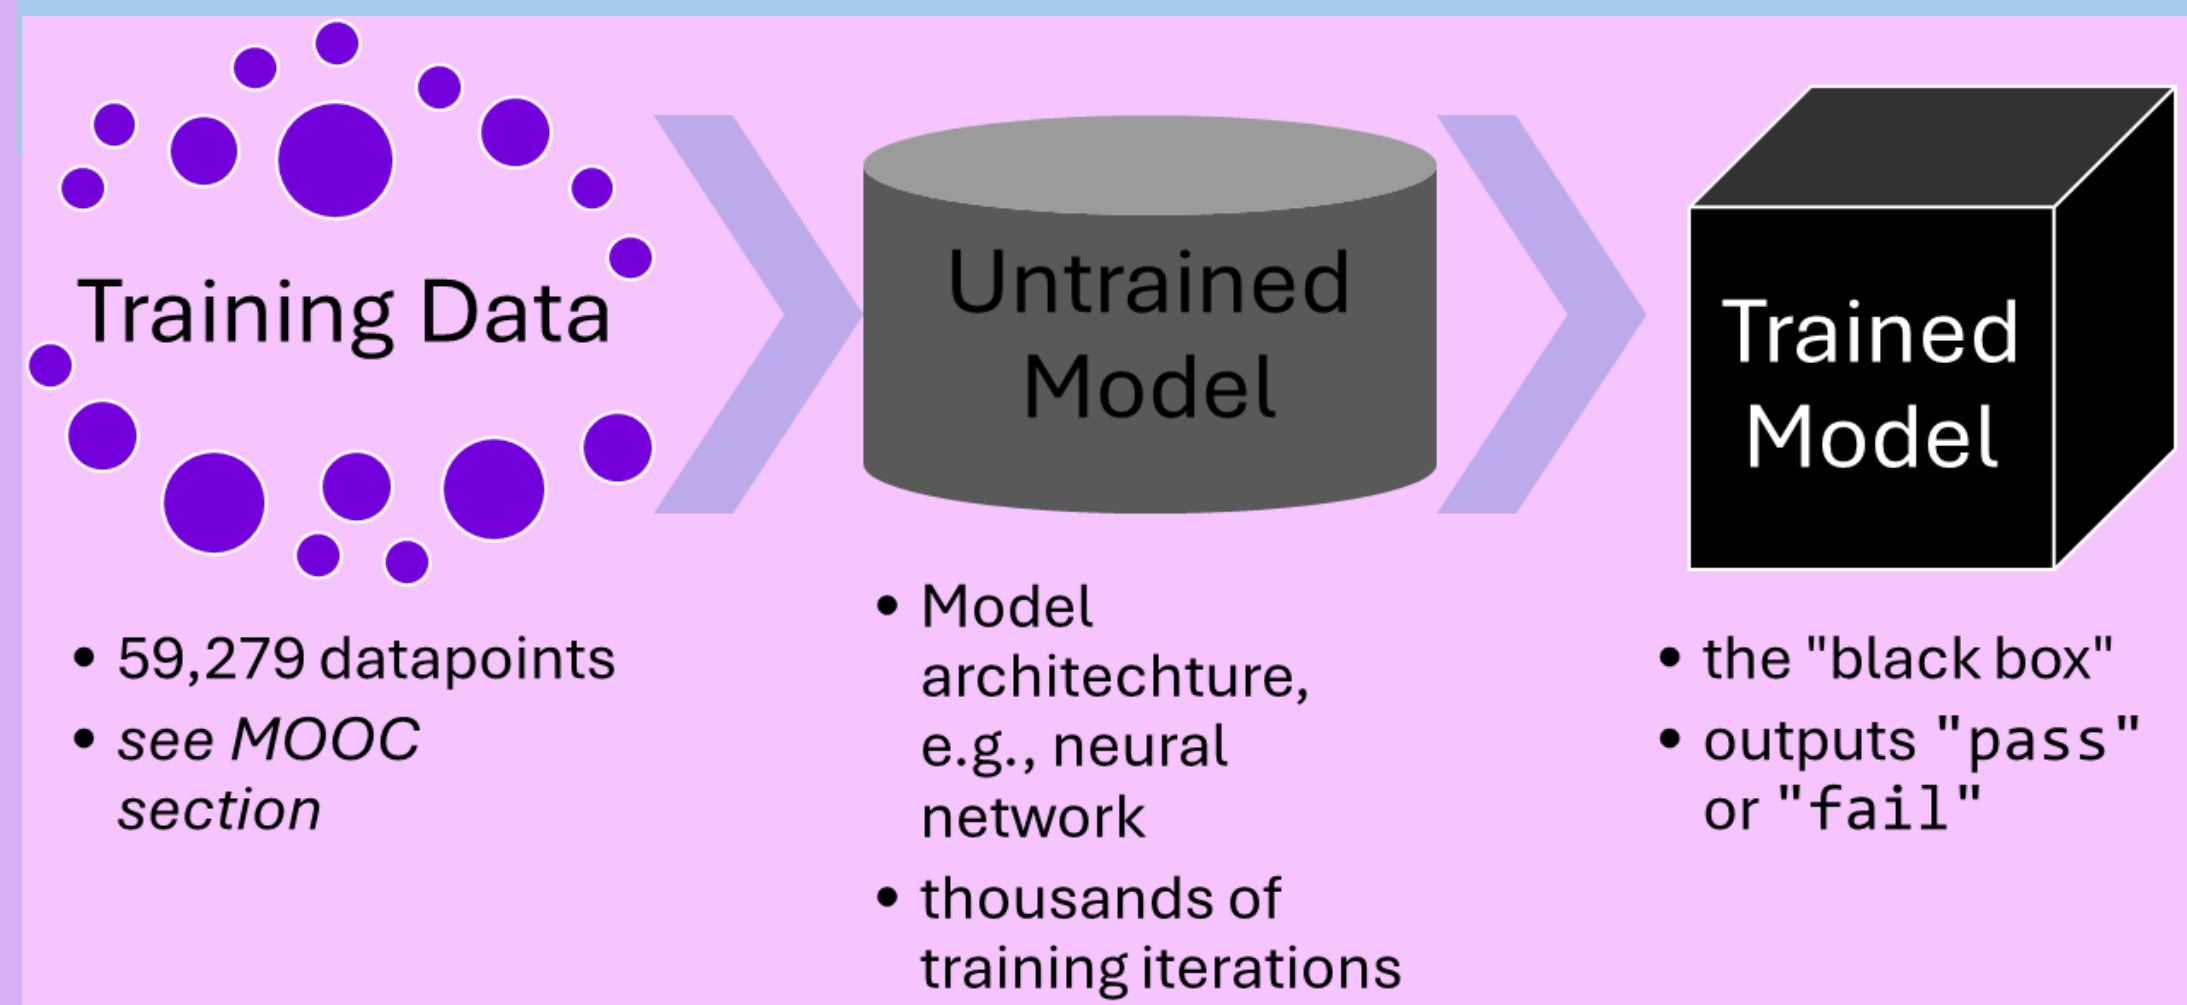 Training Data
• 59,279 datapoints
• see MOOC
section
Untrained
Model
• Model
architechture,
e.g., neural
network
• thousands of
training iterations
Trained
Model
• the "black box"
• outputs "pass"
or "fail"